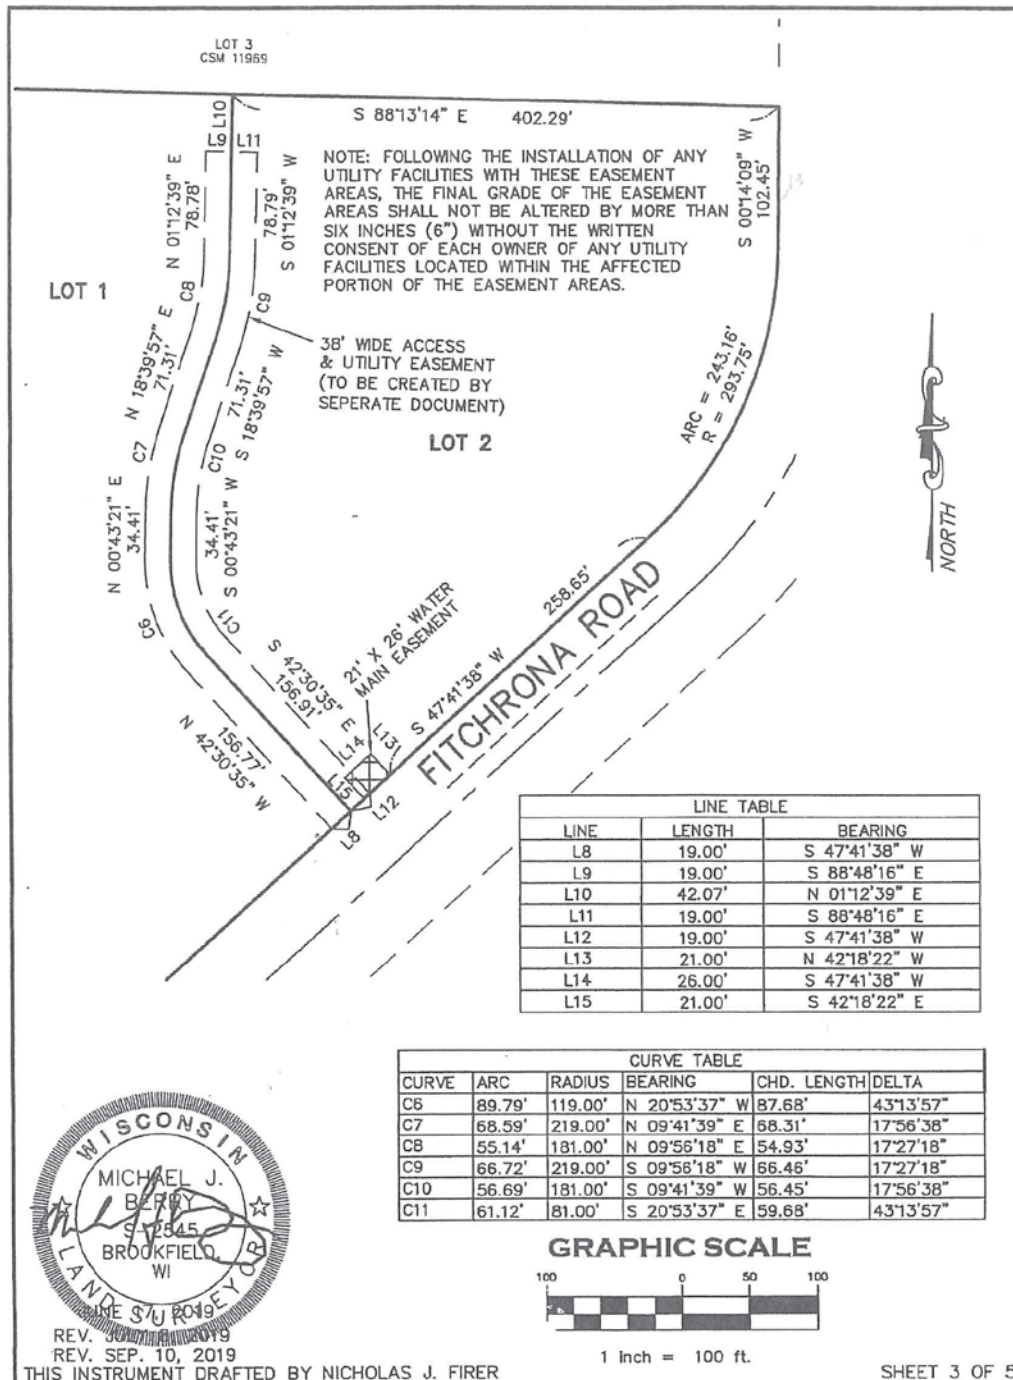 LOT 3
CSM 11969
S 88°13'14" E 402.29'
L10
L9
L11
N 01°12'39" E
78.78'
78.79'
S 01°12'39" W
S 00°14'09" W
102.45'
NOTE: FOLLOWING THE INSTALLATION OF ANY
UTILITY FACILITIES WITH THESE EASEMENT
AREAS, THE FINAL GRADE OF THE EASEMENT
AREAS SHALL NOT BE ALTERED BY MORE THAN
SIX INCHES (6") WITHOUT THE WRITTEN
CONSENT OF EACH OWNER OF ANY UTILITY
FACILITIES LOCATED WITHIN THE AFFECTED
PORTION OF THE EASEMENT AREAS.
LOT 1
C8
C9
N 18°39'57" E
71.31'
71.31'
S 18°39'57" W
38' WIDE ACCESS
& UTILITY EASEMENT
(TO BE CREATED BY
SEPERATE DOCUMENT)
ARC = 243.16'
R = 293.75'
LOT 2
C7
C10
N 00°43'21" E
34.41'
34.41'
S 00°43'21" W
NORTH
C6
C11
S 42°30'35" E
156.91'
21' X 26' WATER
MAIN EASEMENT
258.65'
S 47°41'38" W
FITCHRONA ROAD
156.77'
N 42°30'35" W
L14
L13
L15
L12
L8
LINE TABLE
LINE LENGTH BEARING
L8 19.00' S 47°41'38" W
L9 19.00' S 88°48'16" E
L10 42.07' N 01°12'39" E
L11 19.00' S 88°48'16" E
L12 19.00' S 47°41'38" W
L13 21.00' N 42°18'22" W
L14 26.00' S 47°41'38" W
L15 21.00' S 42°18'22" E
CURVE TABLE
CURVE ARC RADIUS BEARING CHD. LENGTH DELTA
C6 89.79' 119.00' N 20°53'37" W 87.68' 43°13'57"
C7 68.59' 219.00' N 09°41'39" E 68.31' 17°56'38"
C8 55.14' 181.00' N 09°56'18" E 54.93' 17°27'18"
C9 66.72' 219.00' S 09°56'18" W 66.46' 17°27'18"
C10 56.69' 181.00' S 09°41'39" W 56.45' 17°56'38"
C11 61.12' 81.00' S 20°53'37" E 59.68' 43°13'57"
WISCONSIN
MICHAEL J.
BERRY
S-2545
BROOKFIELD,
WI
LAND SURVEYOR
JUNE 17, 2019
REV. 2019
REV. SEP. 10, 2019
GRAPHIC SCALE
100 0 50 100
1 inch = 100 ft.
THIS INSTRUMENT DRAFTED BY NICHOLAS J. FIRER
SHEET 3 OF 5